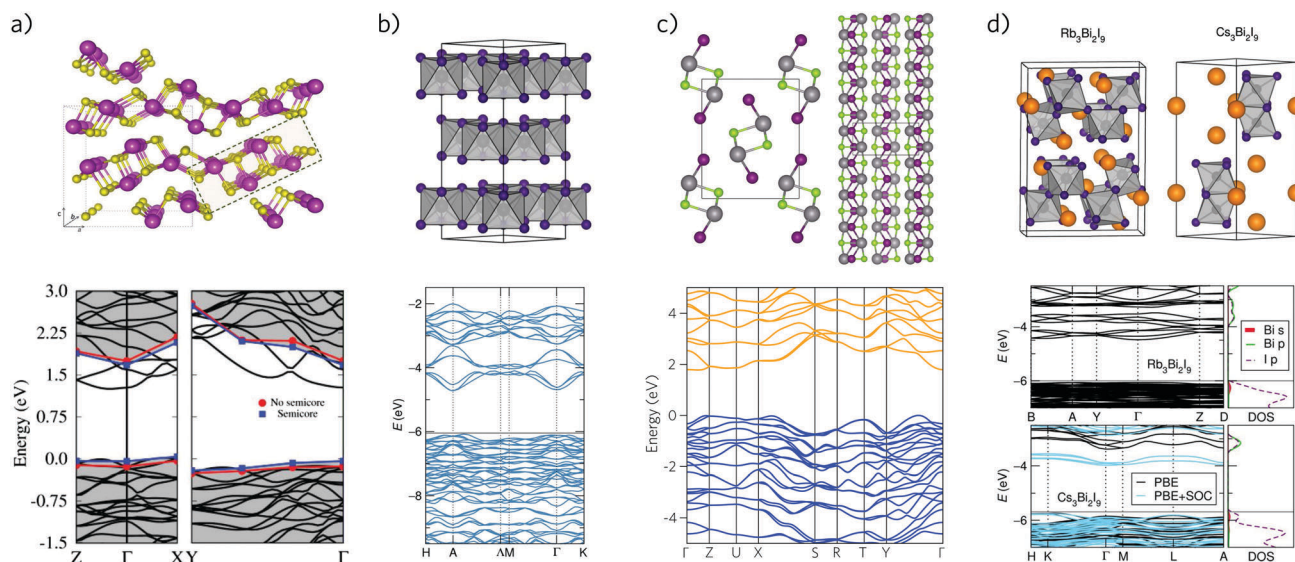 a)
b)
c)
d)
Rb₃Bi₂I₉
Cs₃Bi₂I₉
c
b
a
3.0
2.25
1.5
0.75
0.0
-0.75
-1.5
Energy (eV)
No semicore
Semicore
Z Γ X Y Γ
−2
−4
−6
−8
E (eV)
H A Λ M Γ K
4
2
0
-2
-4
Energy (eV)
Γ Z U X S R T Y Γ
−4
−6
E (eV)
Rb₃Bi₂I₉
Bi s
Bi p
I p
B A Y Γ Z D DOS
−4
−6
E (eV)
Cs₃Bi₂I₉
PBE
PBE+SOC
H K Γ M L A DOS